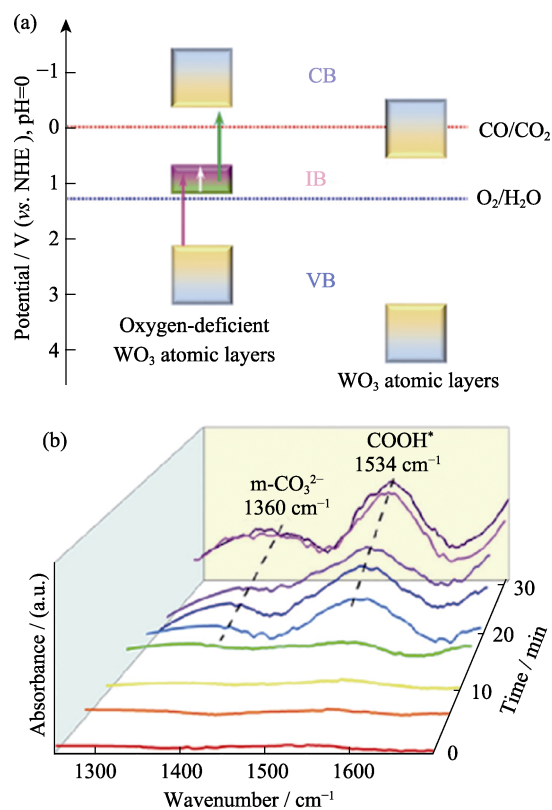 (a)
Potential / V (vs. NHE), pH=0
−1
0
1
2
3
4
CB
CO/CO₂
IB
O₂/H₂O
VB
Oxygen-deficient
WO₃ atomic layers
WO₃ atomic layers
(b)
COOH*
1534 cm⁻¹
m-CO₃²⁻
1360 cm⁻¹
Absorbance / (a.u.)
30
20
10
0
Time / min
1300
1400
1500
1600
Wavenumber / cm⁻¹